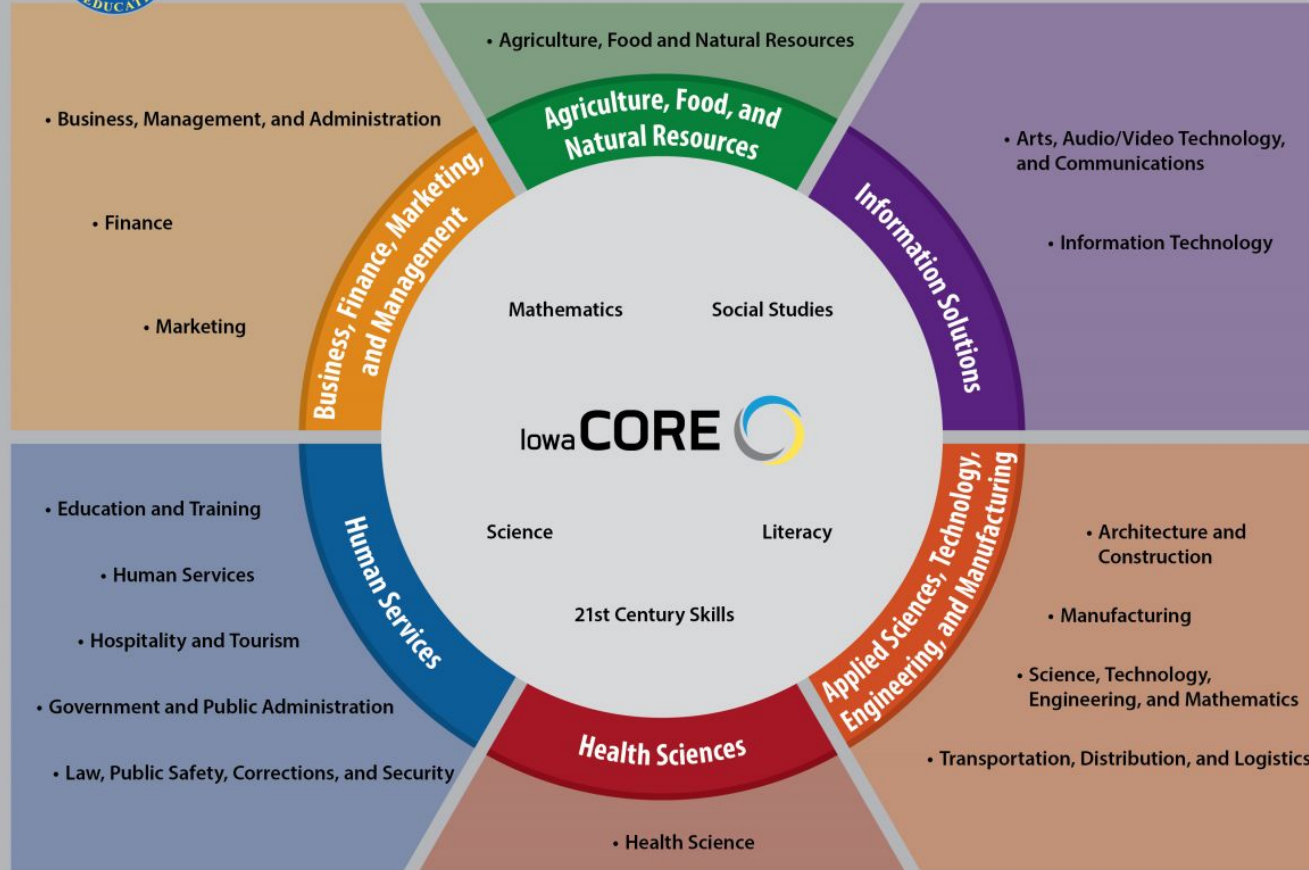 EDUCATI
• Agriculture, Food and Natural Resources
Agriculture, Food, and
Natural Resources
• Business, Management, and Administration
• Finance
• Marketing
Business, Finance, Marketing,
and Management
• Arts, Audio/Video Technology,
and Communications
• Information Technology
Information Solutions
Mathematics
Social Studies
Iowa CORE
Science
Literacy
21st Century Skills
• Education and Training
• Human Services
• Hospitality and Tourism
• Government and Public Administration
• Law, Public Safety, Corrections, and Security
Human Services
Applied Sciences, Technology,
Engineering, and Manufacturing
• Architecture and
Construction
• Manufacturing
• Science, Technology,
Engineering, and Mathematics
• Transportation, Distribution, and Logistics
Health Sciences
• Health Science